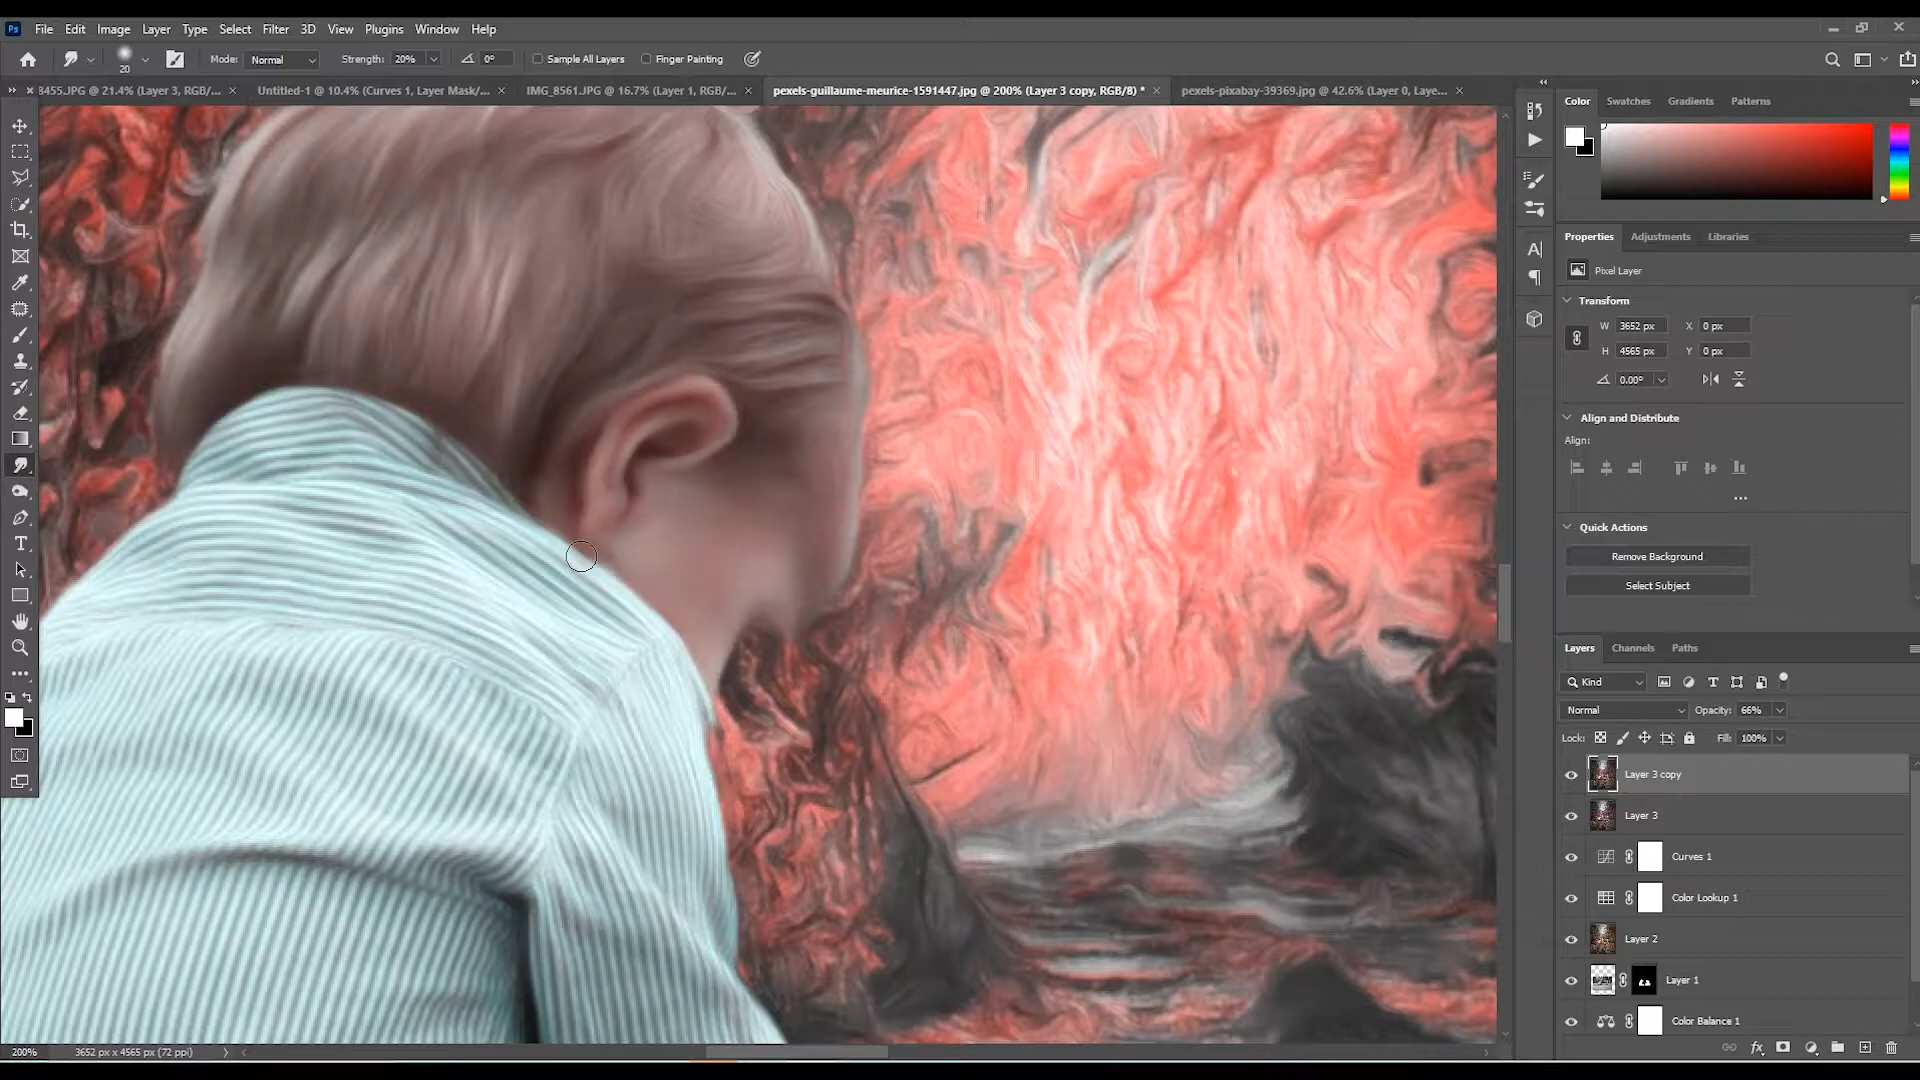 Ps File Edit Image Layer Type Select Filter 3D View Plugins Window Help
20 Mode: Normal Strength: 20% 0° Sample All Layers Finger Painting
8455.JPG @ 21.4% (Layer 3, RGB/... Untitled-1 @ 10.4% (Curves 1, Layer Mask/... IMG_8561.JPG @ 16.7% (Layer 1, RGB/... pexels-guillaume-meurice-1591447.jpg @ 200% (Layer 3 copy, RGB/8) * pexels-pixabay-39369.jpg @ 42.6% (Layer 0, Laye...
Color Swatches Gradients Patterns
Properties Adjustments Libraries
Pixel Layer
Transform
W 3652 px X 0 px
H 4565 px Y 0 px
0.00°
Align and Distribute
Align:
Quick Actions
Remove Background
Select Subject
Layers Channels Paths
Kind
Normal Opacity: 66%
Lock: Fill: 100%
Layer 3 copy
Layer 3
Curves 1
Color Lookup 1
Layer 2
Layer 1
Color Balance 1
200% 3652 px x 4565 px (72 ppi)